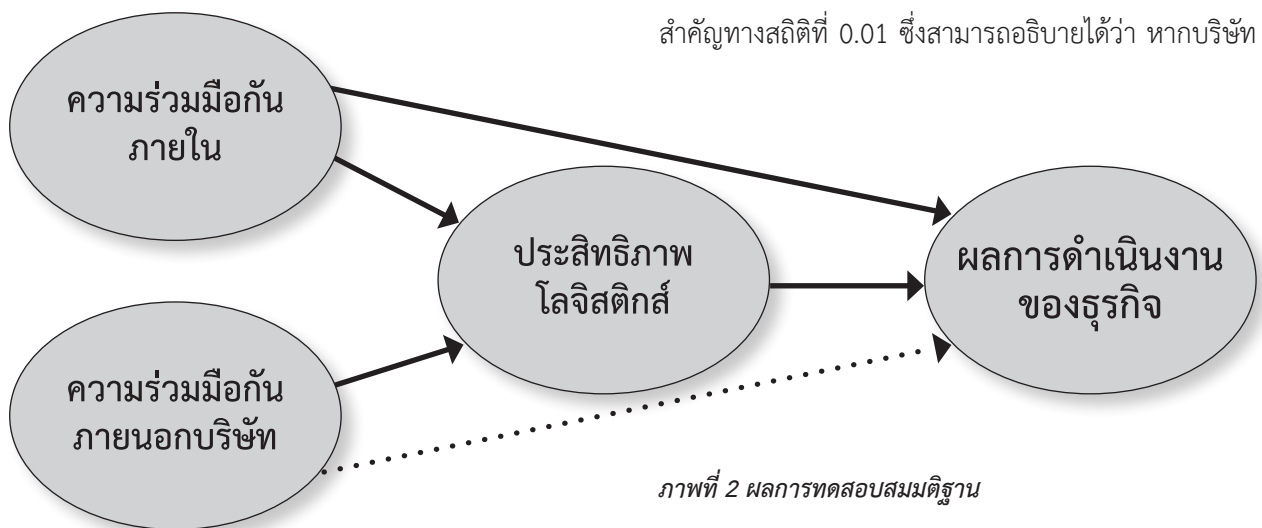 สำคัญทางสถิติที่ 0.01 ซึ่งสามารถอธิบายได้ว่า หากบริษัท
ความร่วมมือกัน
ภายใน
ประสิทธิภาพ
โลจิสติกส์
ผลการดำเนินงาน
ของธุรกิจ
ความร่วมมือกัน
ภายนอกบริษัท
ภาพที่ 2 ผลการทดสอบสมมติฐาน